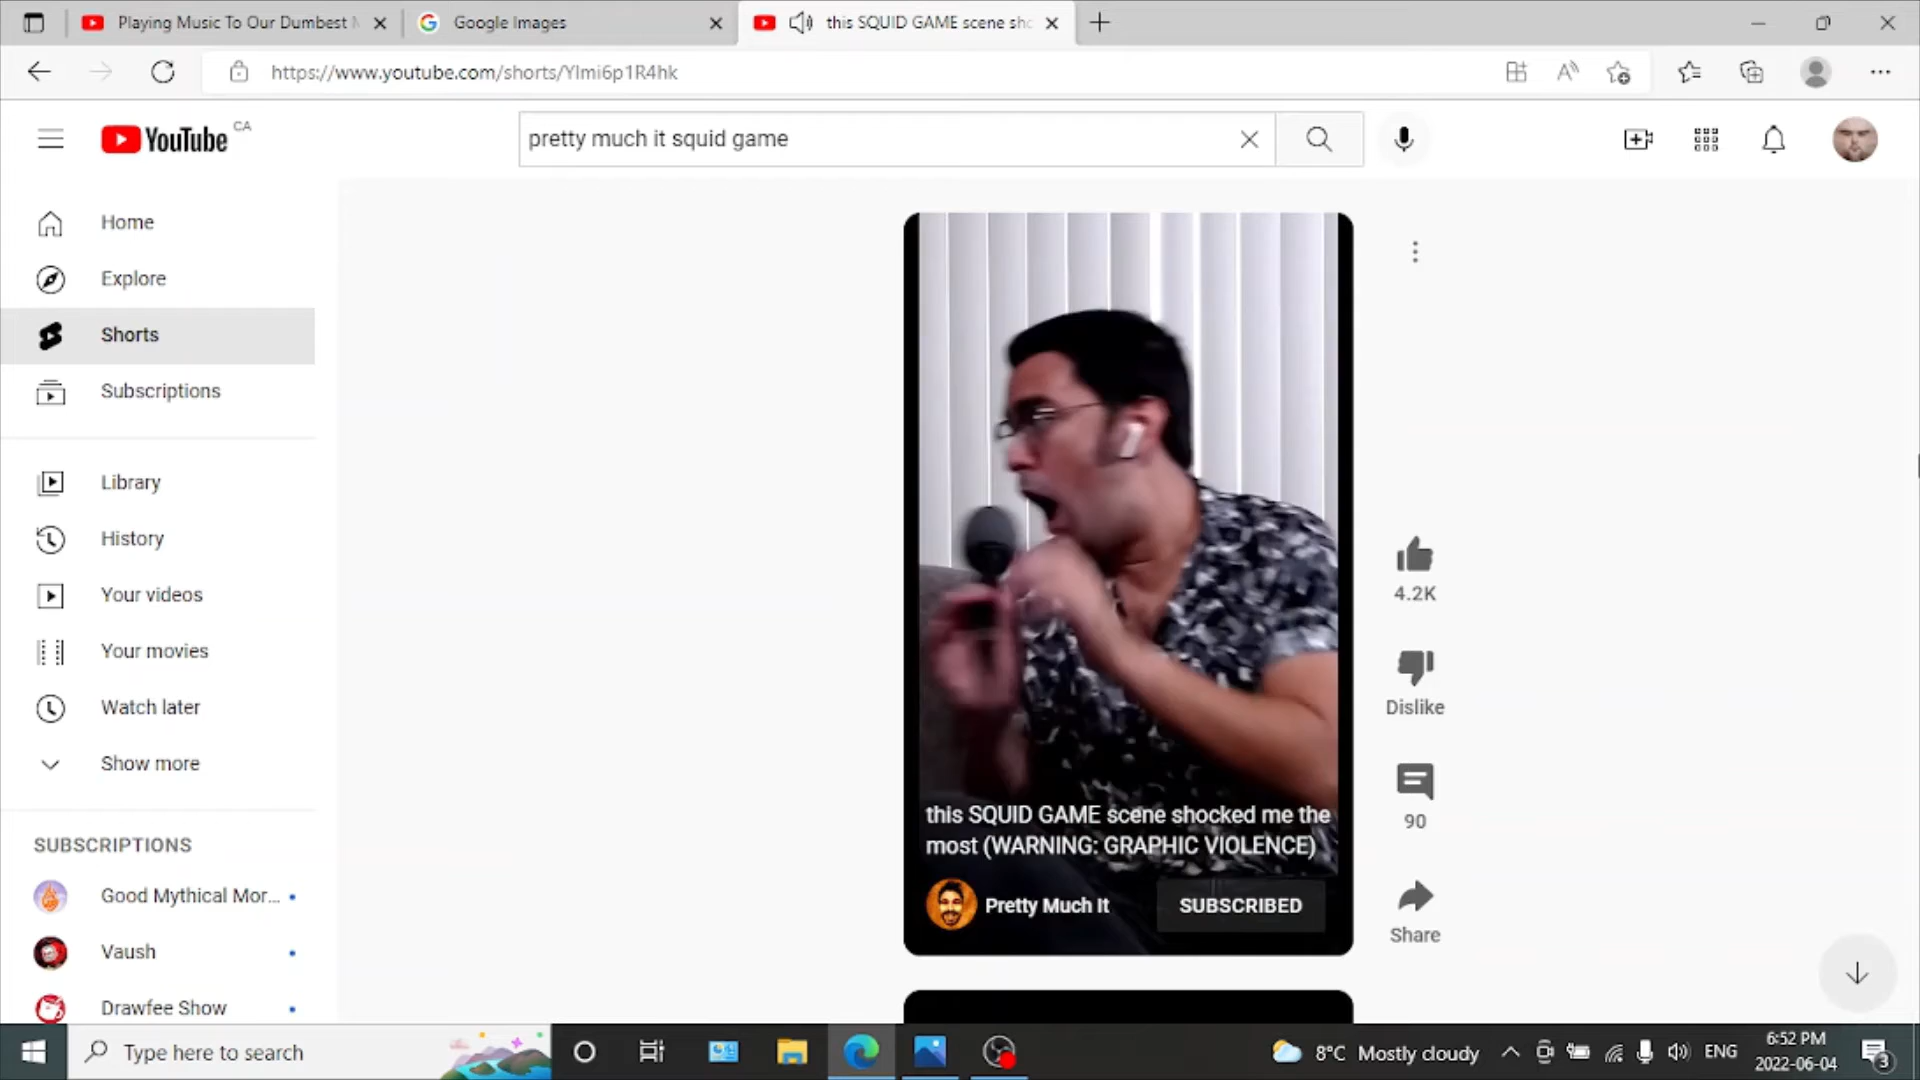 Playing Music To Our Dumbest
Google Images
this SQUID GAME scene sho
https://www.youtube.com/shorts/YImi6p1R4hk
YouTube CA
pretty much it squid game
Home
Explore
Shorts
Subscriptions
Library
History
Your videos
Your movies
Watch later
Show more
SUBSCRIPTIONS
Good Mythical Mor...
Vaush
Drawfee Show
4.2K
Dislike
90
Share
this SQUID GAME scene shocked me the
most (WARNING: GRAPHIC VIOLENCE)
Pretty Much It
SUBSCRIBED
Type here to search
8°C Mostly cloudy
ENG
6:52 PM
2022-06-04
3